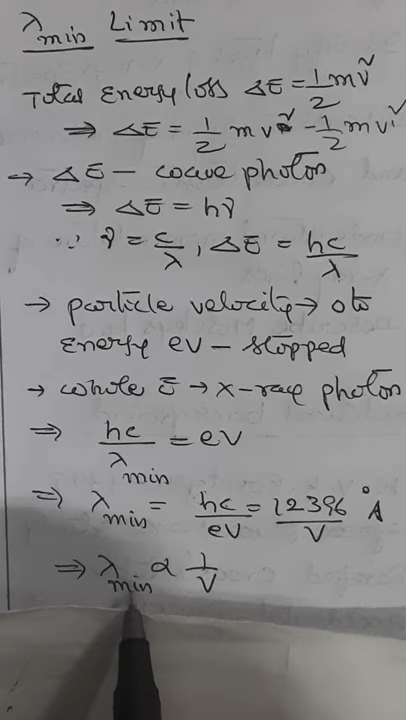 λmin Limit
Total Energy loss ΔE = 1/2 mv²
⇒ ΔE = 1/2 mv² - 1/2 mv'²
→ ΔE - photon
⇒ ΔE = hν
∵ ν = c/λ, ΔE = hc/λ
→ particle velocity → 0 to
Energy eV - stopped
→ whole E → x-ray photon
⇒ hc/λmin = eV
⇒ λmin = hc/eV = 12396/V Å
⇒ λmin ∝ 1/V